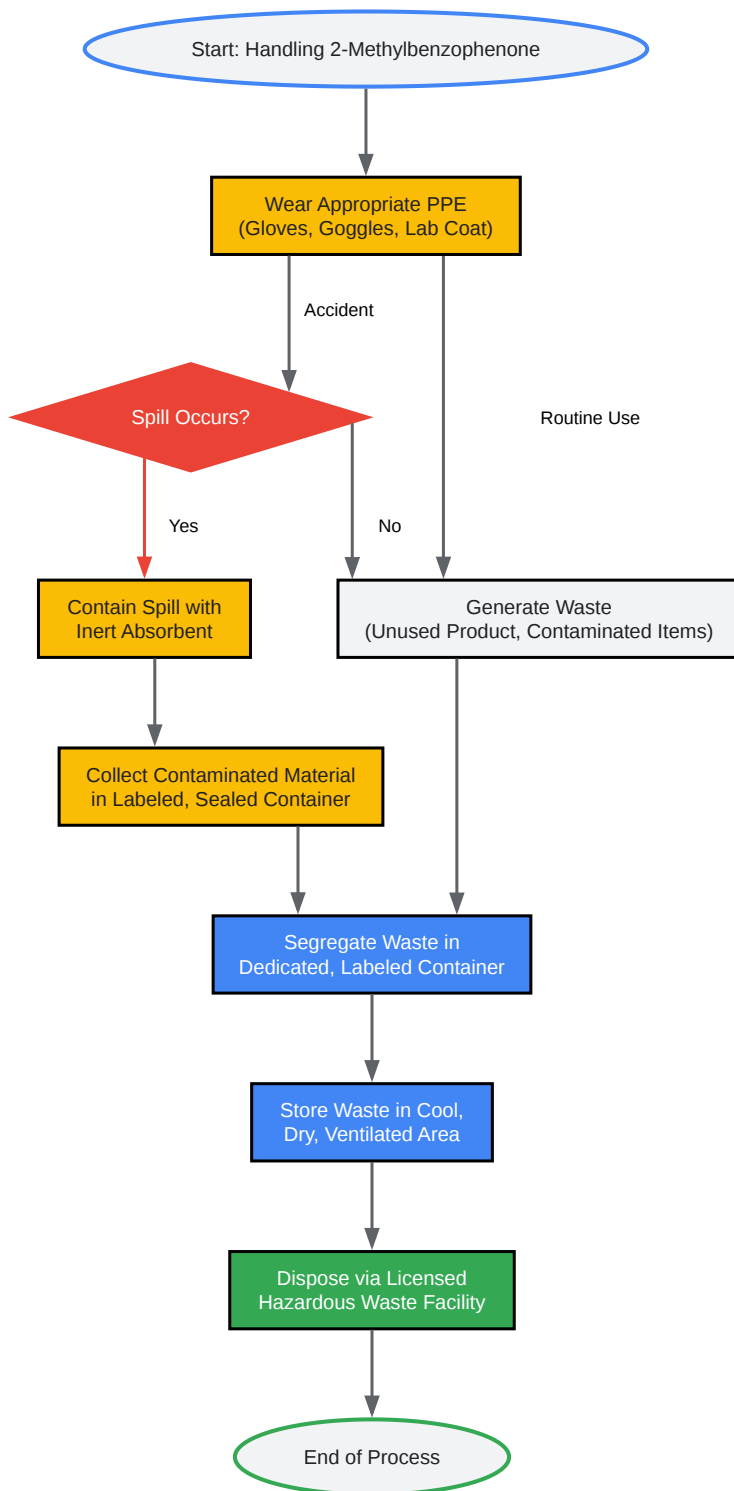 Start: Handling 2-Methylbenzophenone
Wear Appropriate PPE
(Gloves, Goggles, Lab Coat)
Accident
Spill Occurs?
Routine Use
Yes
No
Contain Spill with
Inert Absorbent
Generate Waste
(Unused Product, Contaminated Items)
Collect Contaminated Material
in Labeled, Sealed Container
Segregate Waste in
Dedicated, Labeled Container
Store Waste in Cool,
Dry, Ventilated Area
Dispose via Licensed
Hazardous Waste Facility
End of Process